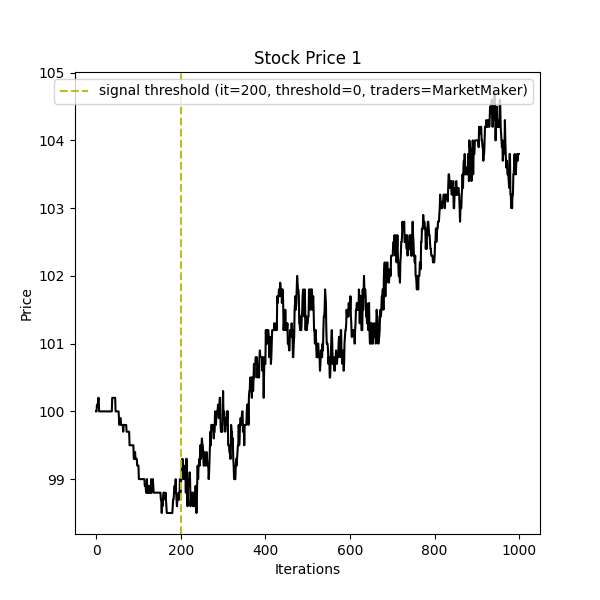 Stock Price 1
signal threshold (it=200, threshold=0, traders=MarketMaker)
105
104
103
102
101
100
99
Price
0 200 400 600 800 1000
Iterations